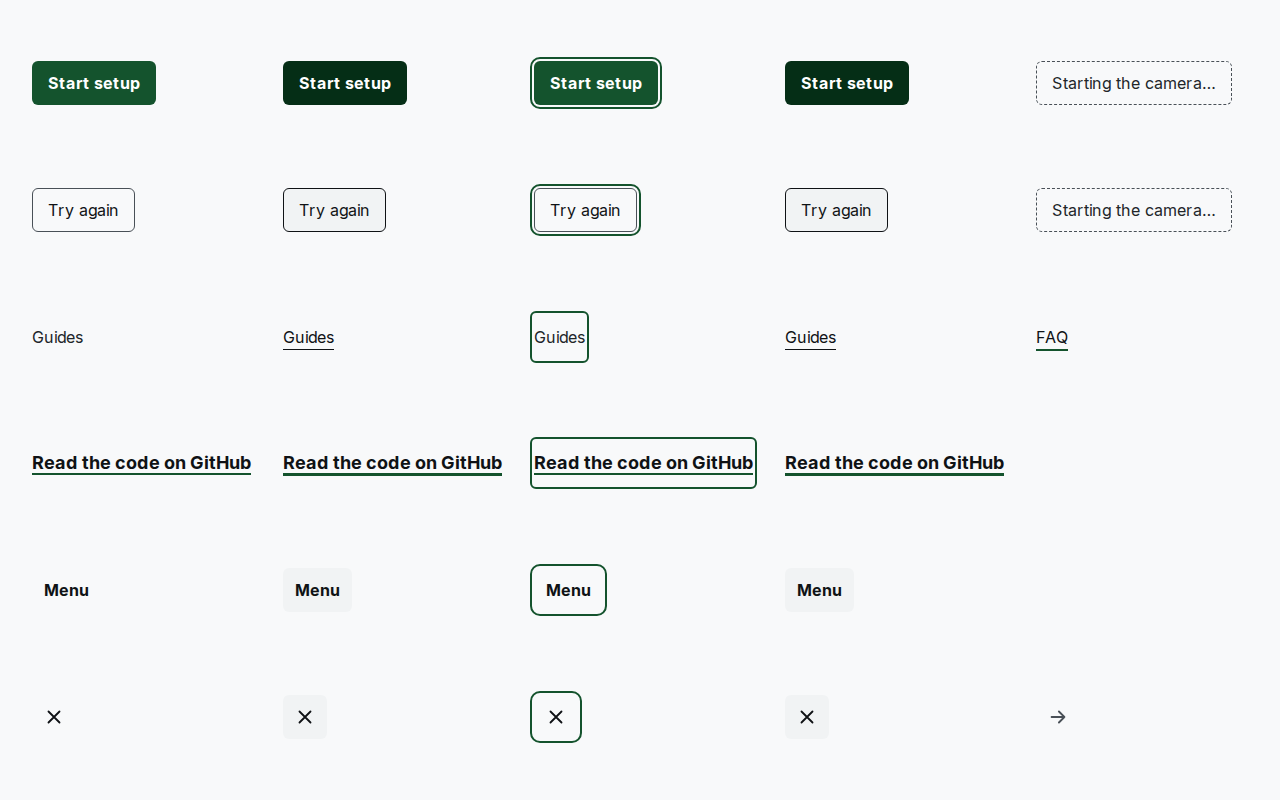 Start setup Start setup Start setup Start setup Starting the camera…
Try again Try again Try again Try again Starting the camera…
Guides Guides Guides Guides FAQ
Read the code on GitHub Read the code on GitHub Read the code on GitHub Read the code on GitHub
Menu Menu Menu Menu